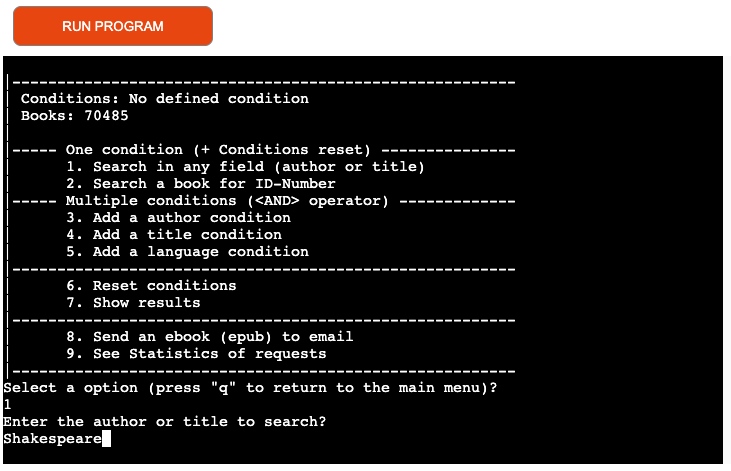 RUN PROGRAM
|--------------------------------------------------------
| Conditions: No defined condition
| Books: 70485
|
|----- One condition (+ Conditions reset) ---------------
|      1. Search in any field (author or title)
|      2. Search a book for ID-Number
|----- Multiple conditions (<AND> operator) -------------
|      3. Add a author condition
|      4. Add a title condition
|      5. Add a language condition
|--------------------------------------------------------
|      6. Reset conditions
|      7. Show results
|--------------------------------------------------------
|      8. Send an ebook (epub) to email
|      9. See Statistics of requests
|--------------------------------------------------------
Select a option (press "q" to return to the main menu)?
1
Enter the author or title to search?
Shakespeare